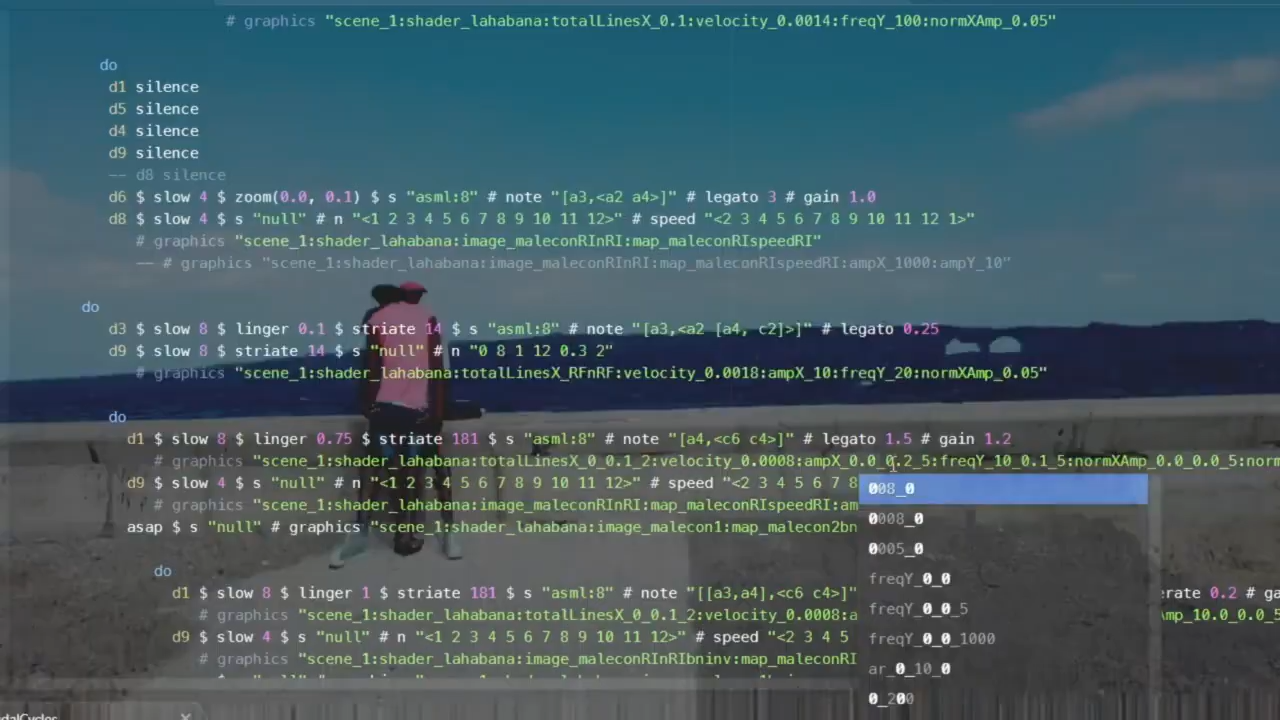 # graphics "scene_1:shader_lahabana:totalLinesX_0.1:velocity_0.0014:freqY_100:normXAmp_0.05"
do
d1 silence
d5 silence
d4 silence
d9 silence
-- d8 silence
d6 $ slow 4 $ zoom(0.0, 0.1) $ s "asml:8" # note "[a3,<a2 a4>]" # legato 3 # gain 1.0
d8 $ slow 4 $ s "null" # n "<1 2 3 4 5 6 7 8 9 10 11 12>" # speed "<2 3 4 5 6 7 8 9 10 11 12 1>"
# graphics "scene_1:shader_lahabana:image_maleconRInRI:map_maleconRIspeedRI"
-- # graphics "scene_1:shader_lahabana:image_maleconRInRI:map_maleconRIspeedRI:ampX_1000:ampY_10"
do
d3 $ slow 8 $ linger 0.1 $ striate 14 $ s "asml:8" # note "[a3,<a2 [a4, c2]>]" # legato 0.25
d9 $ slow 8 $ striate 14 $ s "null" # n "0 8 1 12 0.3 2"
# graphics "scene_1:shader_lahabana:totalLinesX_RFnRF:velocity_0.0018:ampX_10:freqY_20:normXAmp_0.05"
do
d1 $ slow 8 $ linger 0.75 $ striate 181 $ s "asml:8" # note "[a4,<c6 c4>]" # legato 1.5 # gain 1.2
# graphics "scene_1:shader_lahabana:totalLinesX_0_0.1_2:velocity_0.0008:ampX_0.0_0.2_5:freqY_10_0.1_5:normXAmp_0.0_0.0_5:norm
d9 $ slow 4 $ s "null" # n "<1 2 3 4 5 6 7 8 9 10 11 12>" # speed "<2 3 4 5 6 7 8
008_0
# graphics "scene_1:shader_lahabana:image_maleconRInRI:map_maleconRIspeedRI:am
0008_0
asap $ s "null" # graphics "scene_1:shader_lahabana:image_malecon1:map_malecon2bn
0005_0
do
freqY_0_0
d1 $ slow 8 $ linger 1 $ striate 181 $ s "asml:8" # note "[[a3,a4],<c6 c4>]" erate 0.2 # ga
freqY_0_0_5
# graphics "scene_1:shader_lahabana:totalLinesX_0_0.1_2:velocity_0.0008:a Amp_10.0_0.0_5
d9 $ slow 4 $ s "null" # n "<1 2 3 4 5 6 7 8 9 10 11 12>" # speed "<2 3 4 5
freqY_0_0_1000
# graphics "scene_1:shader_lahabana:image_maleconRInRIbninv:map_maleconRI
ar_0_10_0
0_200
dalCycles